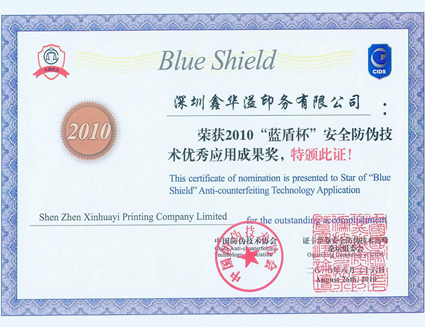 Blue Shield
CIDS
深圳鑫华溢印务有限公司 :
2010
荣获2010“蓝盾杯”安全防伪技
术优秀应用成果奖，特颁此证！
This certificate of nomination is presented to Star of “Blue
Shield” Anti-counterfeiting Technology Application
Shen Zhen Xinhuayi Printing Company Limited
for the outstanding accomplishment
中国防伪技术协会
August 26th, 2010